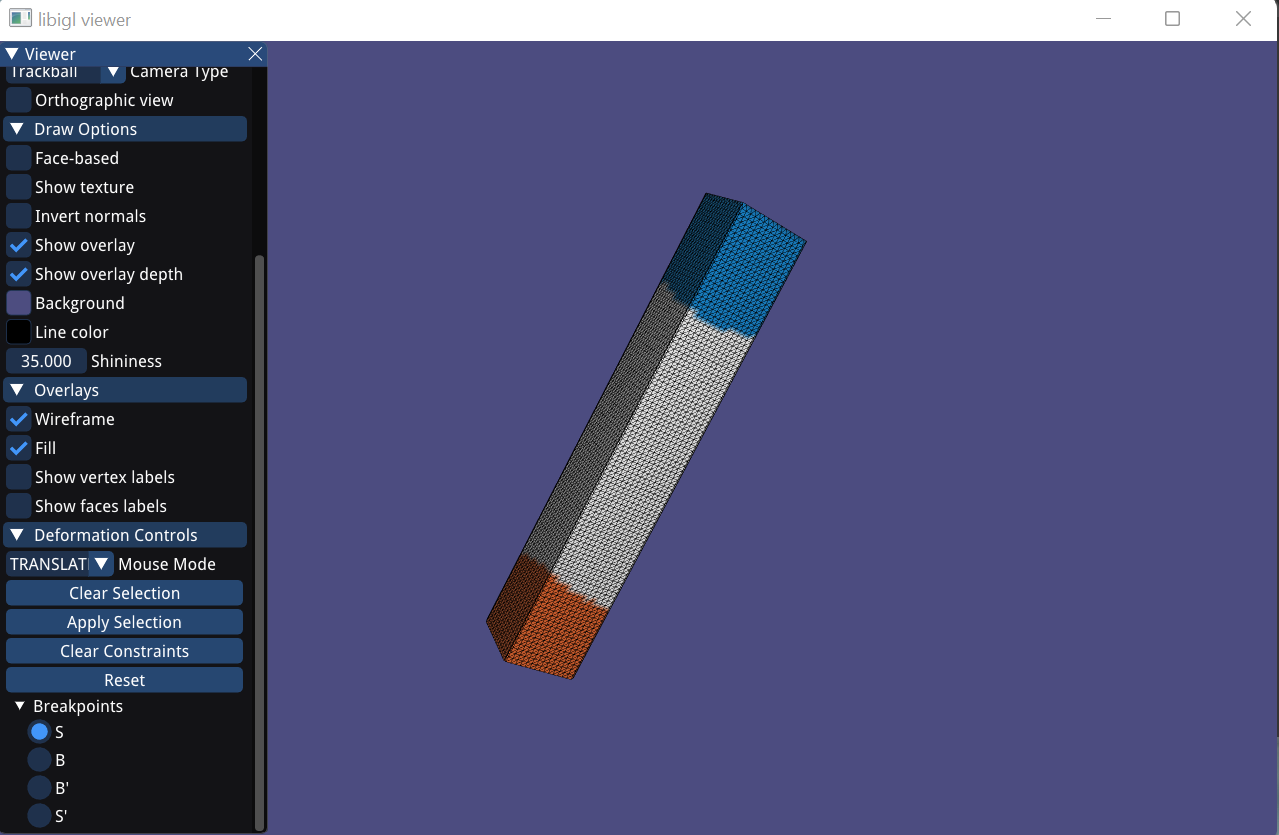 libigl viewer
Viewer
Trackball Camera Type
Orthographic view
Draw Options
Face-based
Show texture
Invert normals
Show overlay
Show overlay depth
Background
Line color
35.000 Shininess
Overlays
Wireframe
Fill
Show vertex labels
Show faces labels
Deformation Controls
TRANSLAT Mouse Mode
Clear Selection
Apply Selection
Clear Constraints
Reset
Breakpoints
S
B
B'
S'